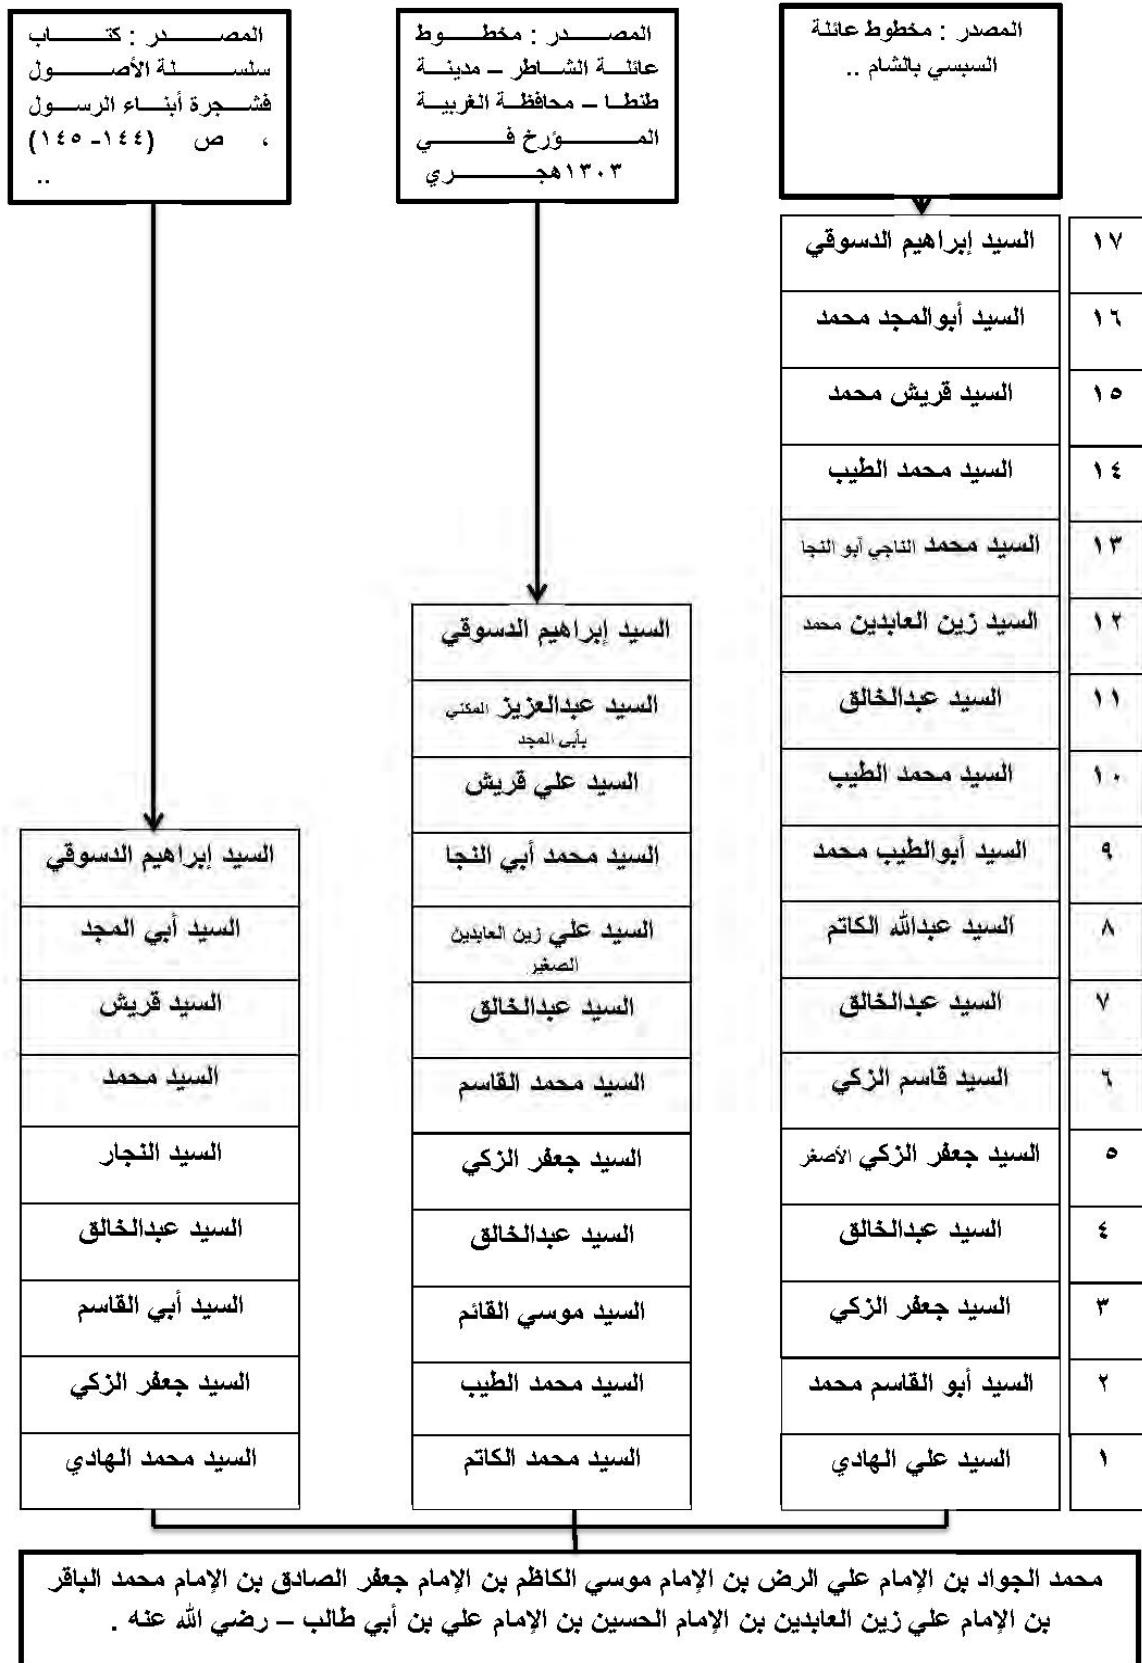 المصدر : مخطوط عائلة
السبسي بالشام ..
المصدر : مخطوط
عائلة الشاطر – مدينة
طنطا – محافظة الغربية
المؤرخ في
١٣٠٣هجري
المصدر : كتاب
سلسلة الأصول
فشجرة أبناء الرسول
، ص (١٤٤- ١٤٥)
..
١٧
السيد إبراهيم الدسوقي
١٦
السيد أبوالمجد محمد
١٥
السيد قريش محمد
١٤
السيد محمد الطيب
١٣
السيد محمد الناجي أبو النجا
١٢
السيد زين العابدين محمد
١١
السيد عبدالخالق
١٠
السيد محمد الطيب
٩
السيد أبوالطيب محمد
٨
السيد عبدالله الكاتم
٧
السيد عبدالخالق
٦
السيد قاسم الزكي
٥
السيد جعفر الزكي الأصغر
٤
السيد عبدالخالق
٣
السيد جعفر الزكي
٢
السيد أبو القاسم محمد
١
السيد علي الهادي
السيد إبراهيم الدسوقي
السيد عبدالعزيز المكني
بأبي المجد
السيد علي قريش
السيد محمد أبي النجا
السيد علي زين العابدين
الصغير
السيد عبدالخالق
السيد محمد القاسم
السيد جعفر الزكي
السيد عبدالخالق
السيد موسي القائم
السيد محمد الطيب
السيد محمد الكاتم
السيد إبراهيم الدسوقي
السيد أبي المجد
السيد قريش
السيد محمد
السيد النجار
السيد عبدالخالق
السيد أبي القاسم
السيد جعفر الزكي
السيد محمد الهادي
محمد الجواد بن الإمام علي الرض بن الإمام موسي الكاظم بن الإمام جعفر الصادق بن الإمام محمد الباقر
بن الإمام علي زين العابدين بن الإمام الحسين بن الإمام علي بن أبي طالب – رضي الله عنه .